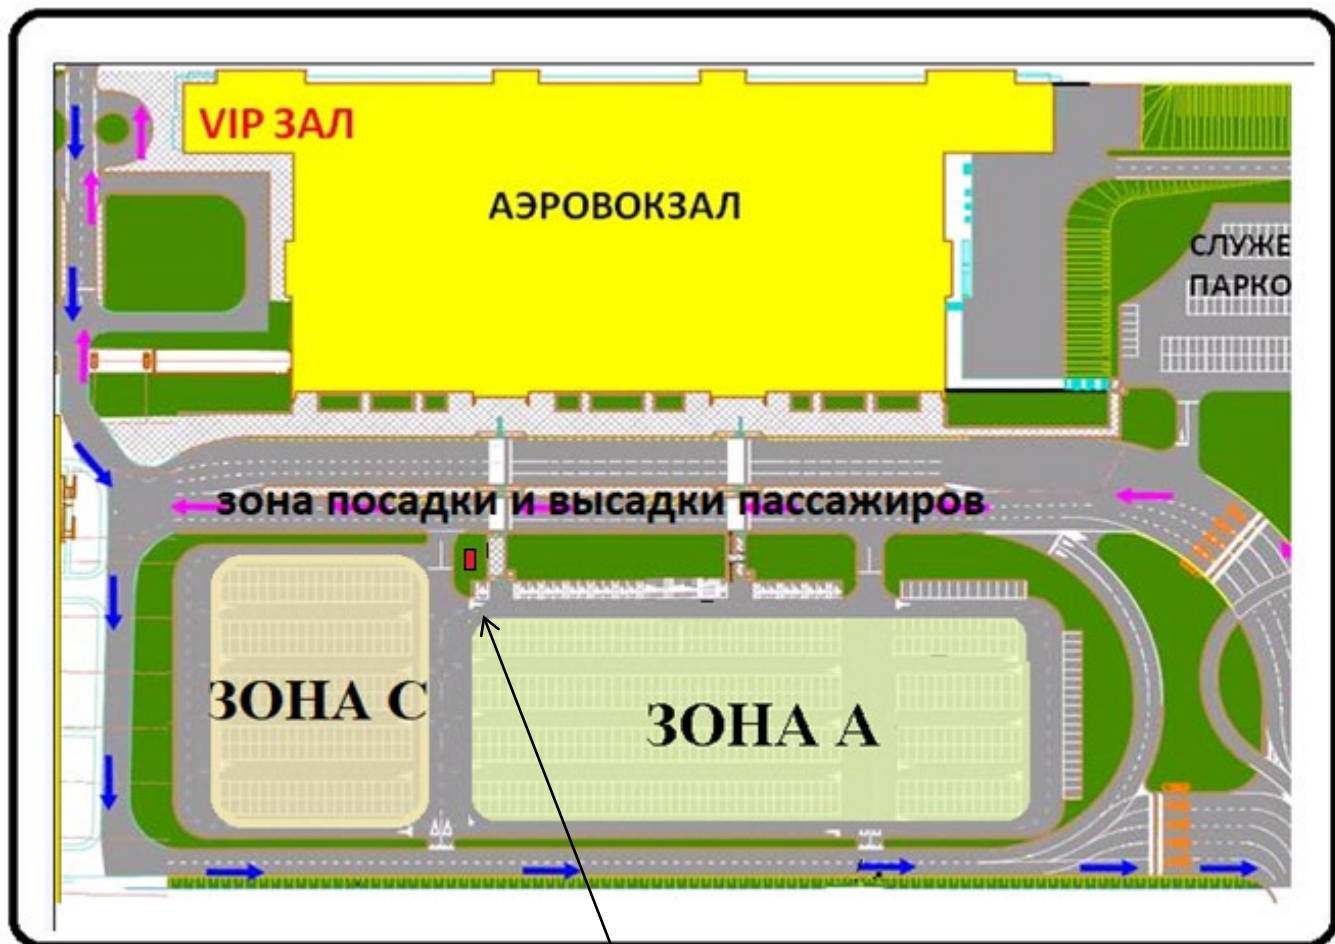 VIP ЗАЛ
АЭРОВОКЗАЛ
СЛУЖЕ
ПАРКО
зона посадки и высадки пассажиров
ЗОНА С
ЗОНА А